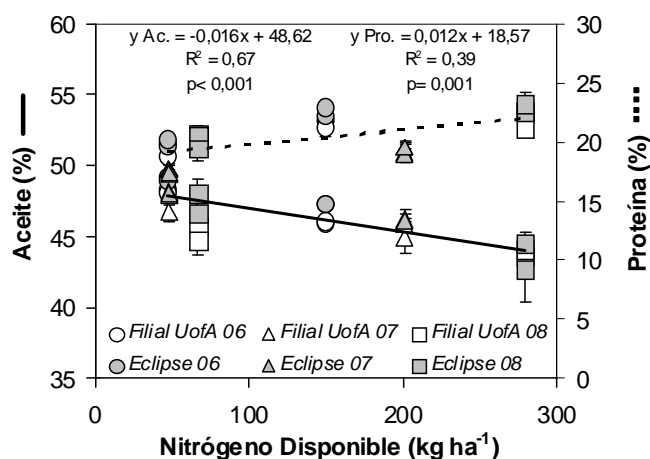 y Ac. = -0,016x + 48,62 y Pro. = 0,012x + 18,57
R² = 0,67 R² = 0,39
p< 0,001 p= 0,001
60
55
50
45
40
35
30
25
20
15
10
5
0
Aceite (%)
Proteína (%)
Filial UofA 06 Filial UofA 07 Filial UofA 08
Eclipse 06 Eclipse 07 Eclipse 08
0 100 200 300
Nitrógeno Disponible (kg ha⁻¹)